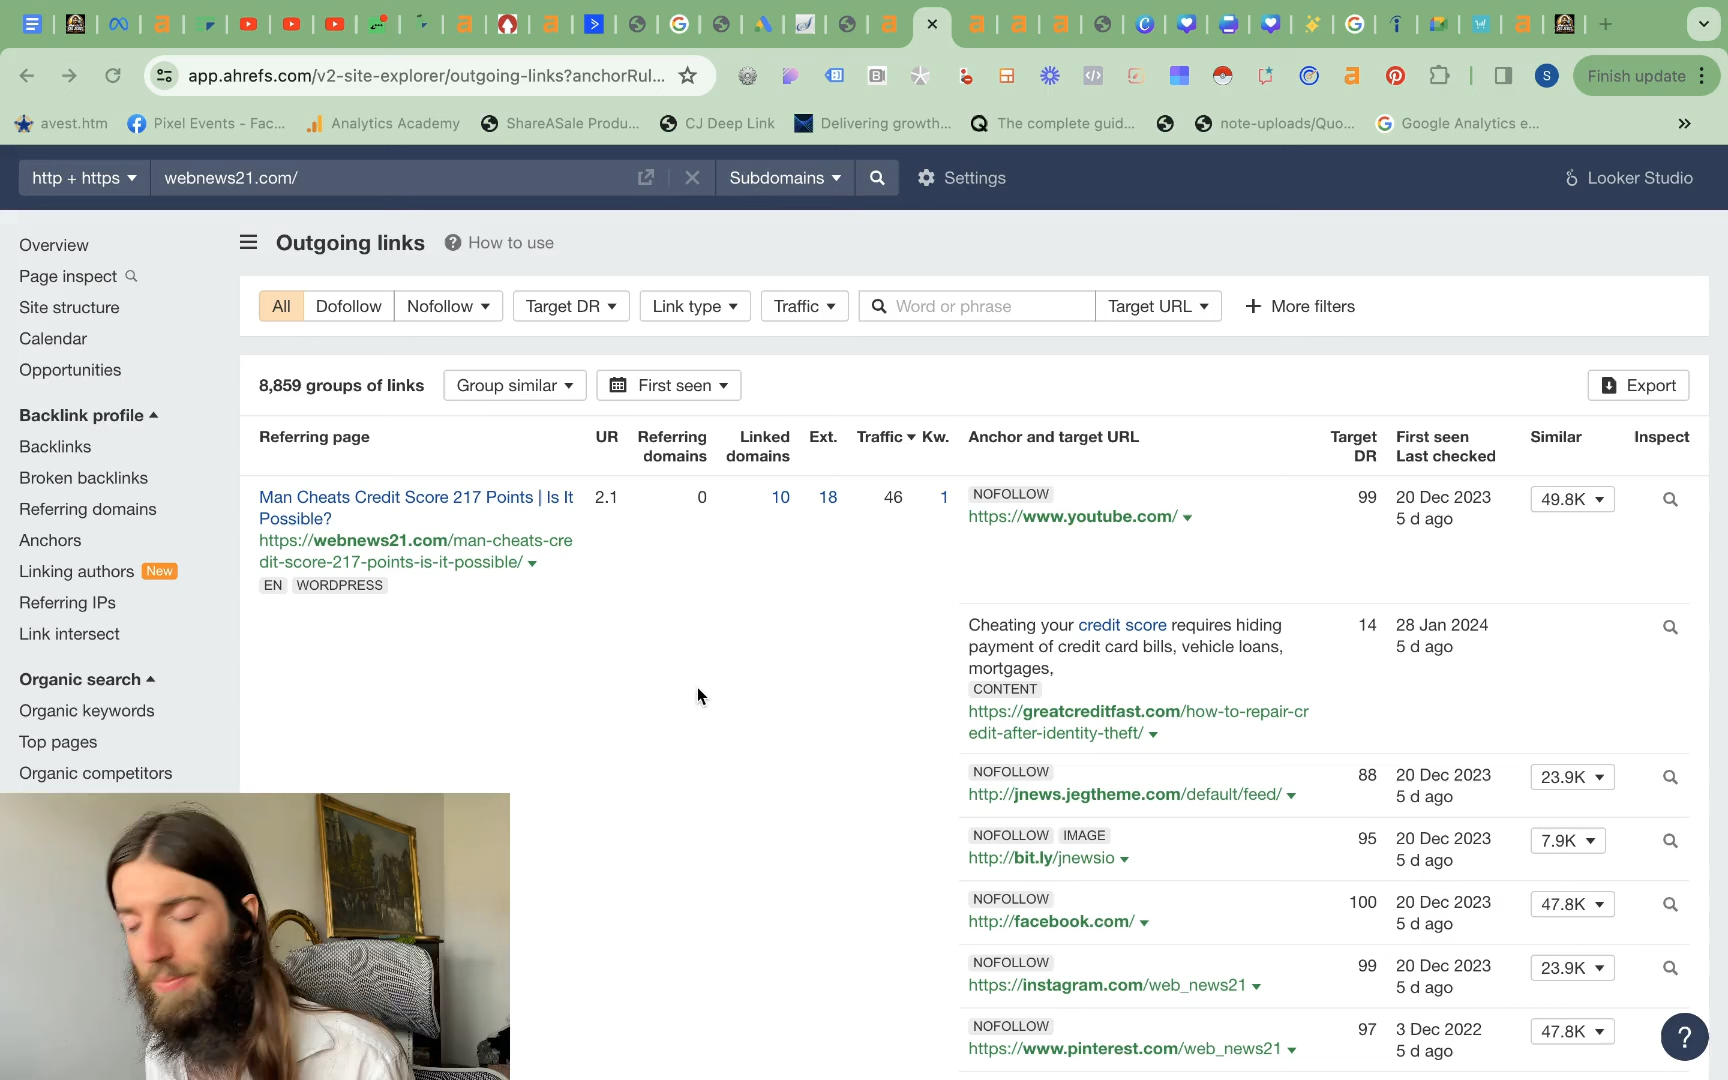 app.ahrefs.com/v2-site-explorer/outgoing-links?anchorRul...
S
Finish update
avest.htm
Pixel Events - Fac...
Analytics Academy
ShareASale Produ...
CJ Deep Link
Delivering growth...
The complete guid...
note-uploads/Quo...
Google Analytics e...
»
http + https
webnews21.com/
Subdomains
Settings
Looker Studio
Overview
Page inspect
Site structure
Calendar
Opportunities
Backlink profile
Backlinks
Broken backlinks
Referring domains
Anchors
Linking authors New
Referring IPs
Link intersect
Organic search
Organic keywords
Top pages
Organic competitors
Outgoing links
? How to use
All
Dofollow
Nofollow
Target DR
Link type
Traffic
Word or phrase
Target URL
+ More filters
8,859 groups of links
Group similar
First seen
Export
Referring page
UR
Referring
domains
Linked
domains
Ext.
Traffic
Kw.
Anchor and target URL
Target
DR
First seen
Last checked
Similar
Inspect
Man Cheats Credit Score 217 Points | Is It
Possible?
https://webnews21.com/man-cheats-cre
dit-score-217-points-is-it-possible/
EN WORDPRESS
2.1
0
10
18
46
1
NOFOLLOW
https://www.youtube.com/
99
20 Dec 2023
5 d ago
49.8K
Cheating your credit score requires hiding
payment of credit card bills, vehicle loans,
mortgages,
CONTENT
https://greatcreditfast.com/how-to-repair-cr
edit-after-identity-theft/
14
28 Jan 2024
5 d ago
NOFOLLOW
http://jnews.jegtheme.com/default/feed/
88
20 Dec 2023
5 d ago
23.9K
NOFOLLOW IMAGE
http://bit.ly/jnewsio
95
20 Dec 2023
5 d ago
7.9K
NOFOLLOW
http://facebook.com/
100
20 Dec 2023
5 d ago
47.8K
NOFOLLOW
https://instagram.com/web_news21
99
20 Dec 2023
5 d ago
23.9K
NOFOLLOW
https://www.pinterest.com/web_news21
97
3 Dec 2022
5 d ago
47.8K
?